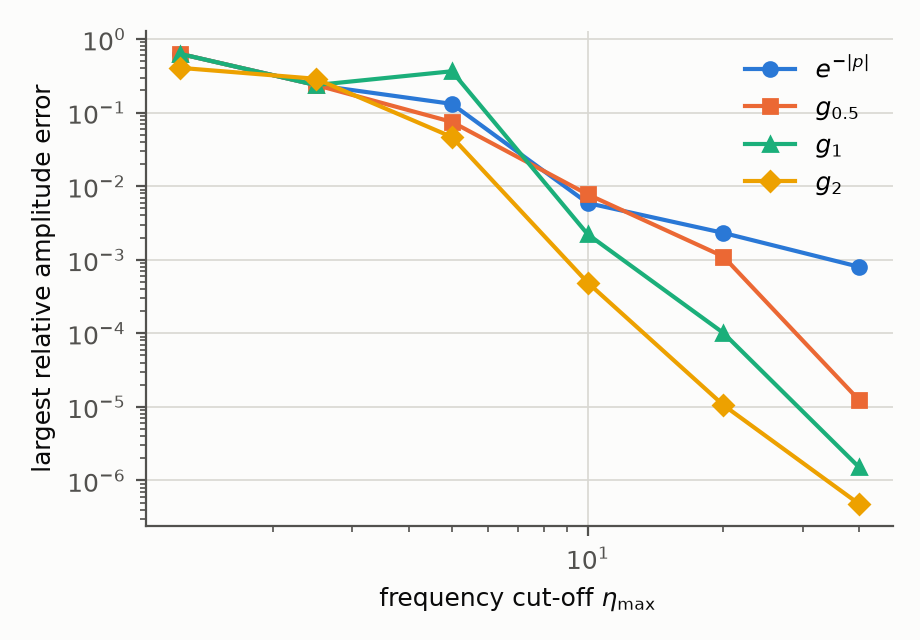 10⁰
10⁻¹
10⁻²
10⁻³
10⁻⁴
10⁻⁵
10⁻⁶
largest relative amplitude error
e^{−|p|}
g₀.₅
g₁
g₂
10¹
frequency cut-off η_max